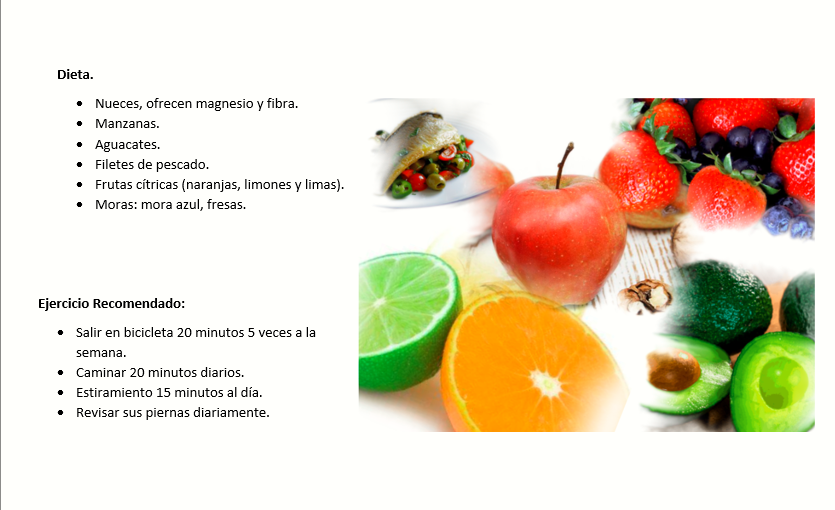 Dieta.
• Nueces, ofrecen magnesio y fibra.
• Manzanas.
• Aguacates.
• Filetes de pescado.
• Frutas cítricas (naranjas, limones y limas).
• Moras: mora azul, fresas.
Ejercicio Recomendado:
• Salir en bicicleta 20 minutos 5 veces a la
semana.
• Caminar 20 minutos diarios.
• Estiramiento 15 minutos al día.
• Revisar sus piernas diariamente.